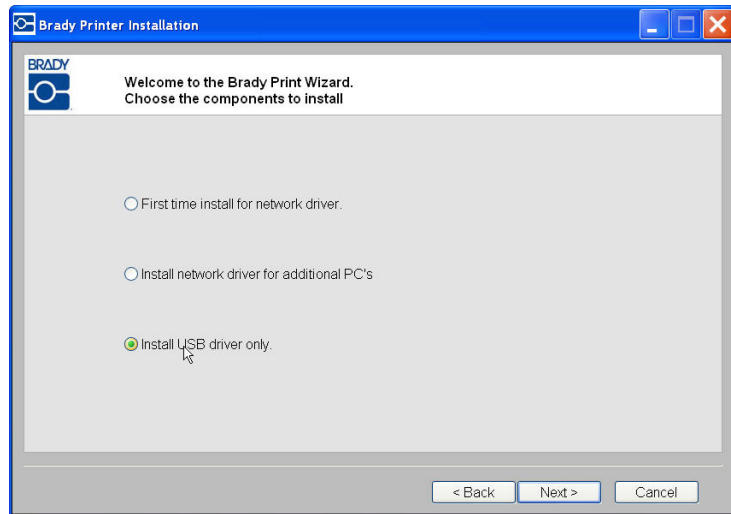 Brady Printer Installation
BRADY
Welcome to the Brady Print Wizard.
Choose the components to install
First time install for network driver.
Install network driver for additional PC's
Install USB driver only.
< Back
Next >
Cancel